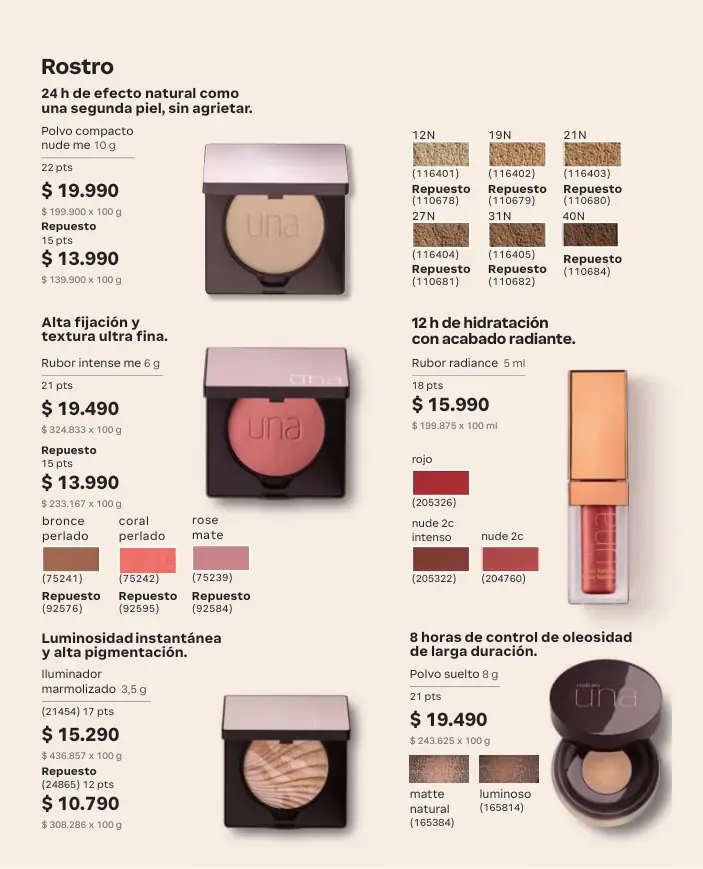 Rostro
24 h de efecto natural como
una segunda piel, sin agrietar.
Polvo compacto
nude me 10 g
22 pts
$ 19.990
$ 199.900 x 100 g
Repuesto
15 pts
$ 13.990
$ 139.900 x 100 g
una
12N 19N 21N
(116401) (116402) (116403)
Repuesto Repuesto Repuesto
(110678) (110679) (110680)
27N 31N 40N
(116404) (116405)
Repuesto Repuesto Repuesto
(110681) (110682) (110684)
Alta fijación y
textura ultra fina.
Rubor intense me 6 g
21 pts
$ 19.490
$ 324.833 x 100 g
Repuesto
15 pts
$ 13.990
$ 233.167 x 100 g
una
una
bronce perlado
coral perlado
rose mate
(75241) (75242) (75239)
Repuesto Repuesto Repuesto
(92576) (92595) (92584)
12 h de hidratación
con acabado radiante.
Rubor radiance 5 ml
18 pts
$ 15.990
$ 199.875 x 100 ml
rojo
(205326)
nude 2c
intenso
nude 2c
(205322) (204760)
una
Luminosidad instantánea
y alta pigmentación.
Iluminador
marmolizado 3,5 g
(21454) 17 pts
$ 15.290
$ 436.857 x 100 g
Repuesto
(24865) 12 pts
$ 10.790
$ 308.286 x 100 g
8 horas de control de oleosidad
de larga duración.
Polvo suelto 8 g
21 pts
$ 19.490
$ 243.625 x 100 g
matte
natural
(165384)
luminoso
(165814)
una